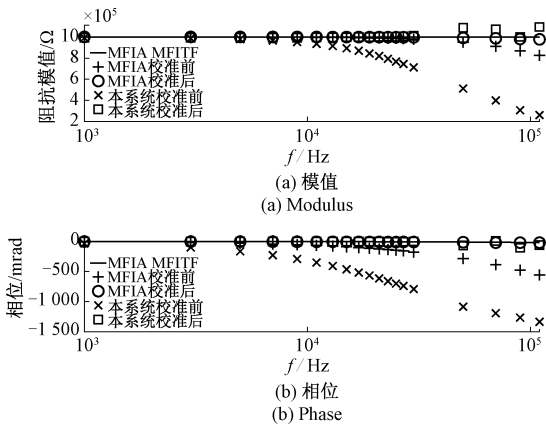 ×10⁵
10
8
6
4
2
阻抗模值/Ω
MFIA MFITF
MFIA校准前
MFIA校准后
本系统校准前
本系统校准后
10³
10⁴
10⁵
f/Hz
(a) 模值
(a) Modulus
0
-500
-1 000
-1 500
相位/mrad
MFIA MFITF
MFIA校准前
MFIA校准后
本系统校准前
本系统校准后
10³
10⁴
10⁵
f/Hz
(b) 相位
(b) Phase